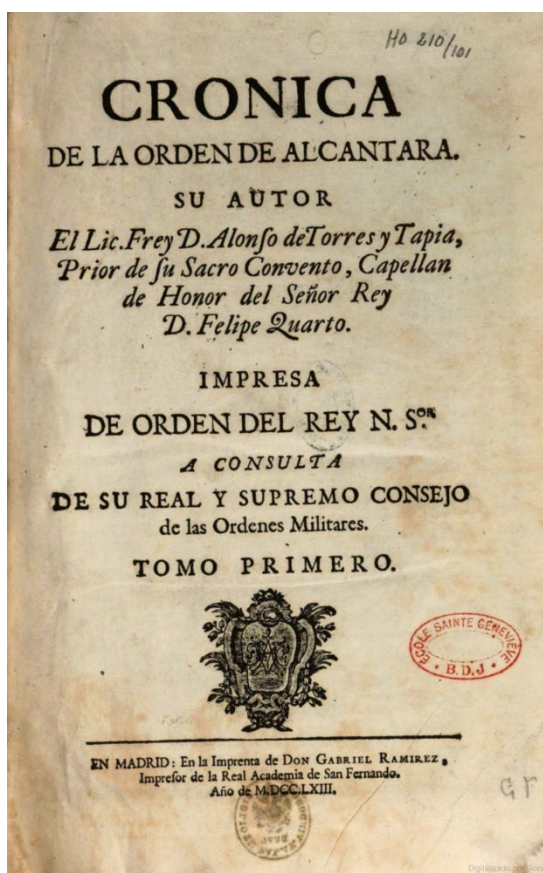 HO 210/101
CRONICA
DE LA ORDEN DE ALCANTARA.
SU AUTOR
El Lic. Frey D. Alonſo de Torres y Tapia,
Prior de ſu Sacro Convento, Capellan
de Honor del Señor Rey
D. Felipe Quarto.
IMPRESA
DE ORDEN DEL REY N. S.ᵒᴿ
A CONSULTA
DE SU REAL Y SUPREMO CONSEJO
de las Ordenes Militares.
TOMO PRIMERO.
ECOLE SAINTE GENEVIÈVE
• B.D.J •
EN MADRID: En la Imprenta de DON GABRIEL RAMIREZ,
Impreſor de la Real Academia de San Fernando.
Año de M.DCC.LXIII.